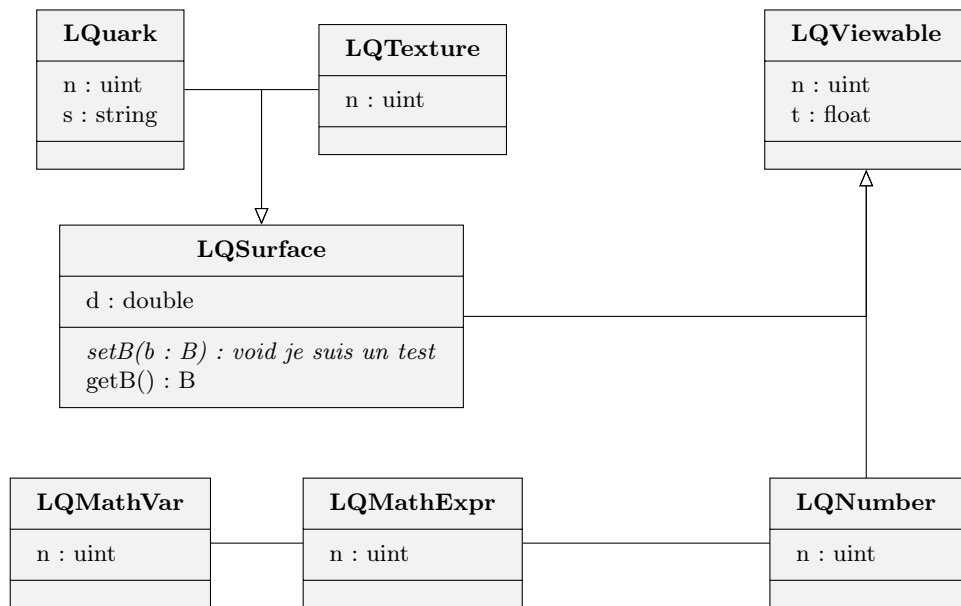 LQuark
n : uint
s : string
LQTexture
n : uint
LQViewable
n : uint
t : float
LQSurface
d : double
setB(b : B) : void je suis un test
getB() : B
LQMathVar
n : uint
LQMathExpr
n : uint
LQNumber
n : uint